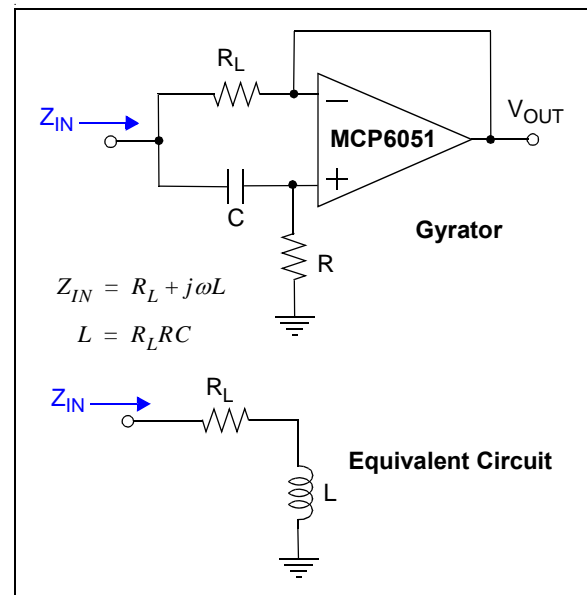 R_L
Z_IN
−
V_OUT
MCP6051
+
C
Gyrator
R
Z_IN = R_L + jωL
L = R_L RC
Z_IN
R_L
Equivalent Circuit
L